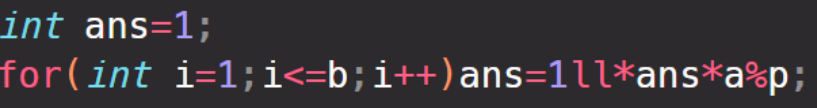 int ans=1;
for(int i=1;i<=b;i++)ans=1ll*ans*a%p;